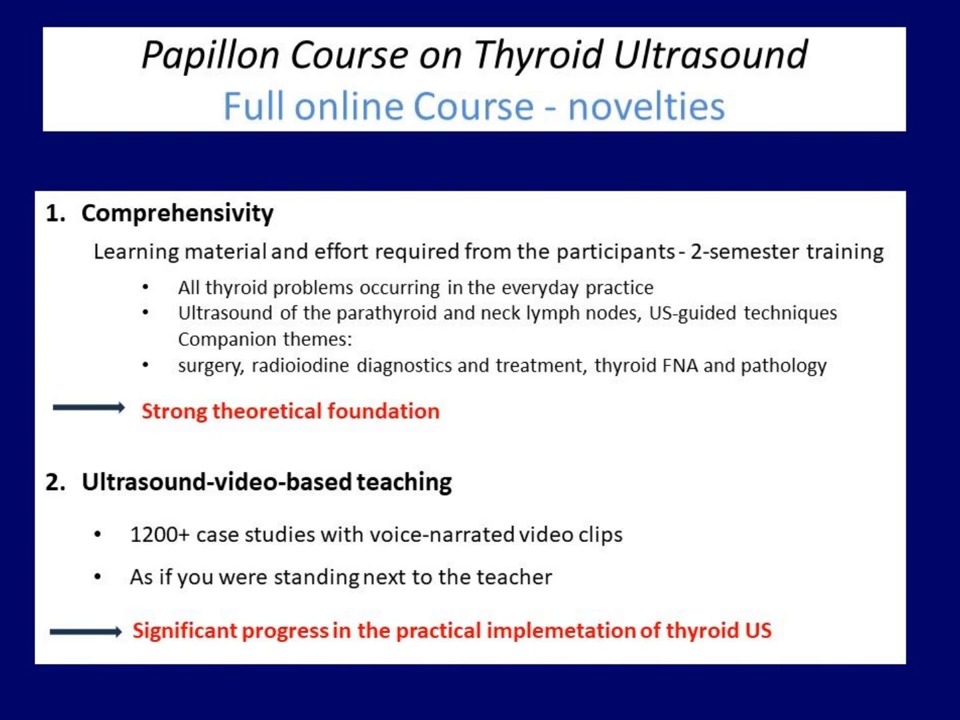 Papillon Course on Thyroid Ultrasound
Full online Course - novelties
1. Comprehensivity
Learning material and effort required from the participants - 2-semester training
• All thyroid problems occurring in the everyday practice
• Ultrasound of the parathyroid and neck lymph nodes, US-guided techniques
Companion themes:
• surgery, radioiodine diagnostics and treatment, thyroid FNA and pathology
Strong theoretical foundation
2. Ultrasound-video-based teaching
• 1200+ case studies with voice-narrated video clips
• As if you were standing next to the teacher
Significant progress in the practical implemetation of thyroid US